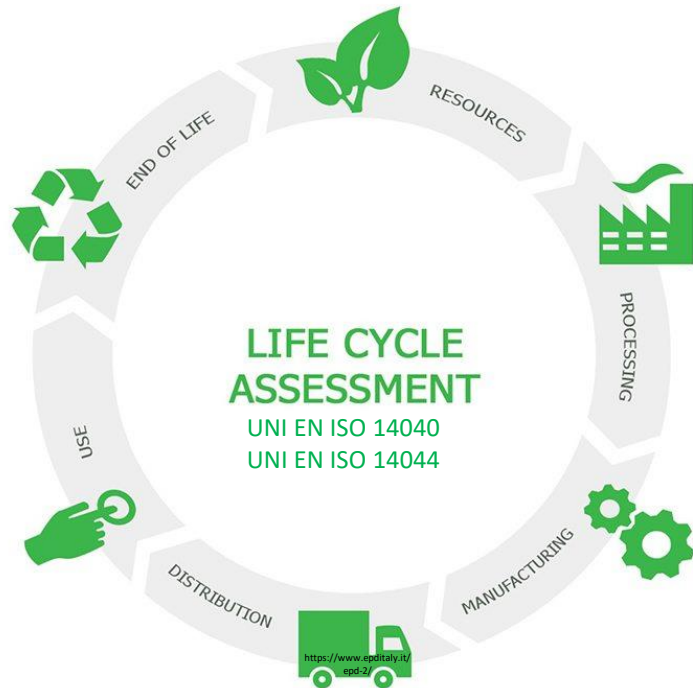 RESOURCES
END OF LIFE
PROCESSING
LIFE CYCLE
ASSESSMENT
UNI EN ISO 14040
UNI EN ISO 14044
USE
MANUFACTURING
DISTRIBUTION
https://www.epditaly.it/
epd-2/